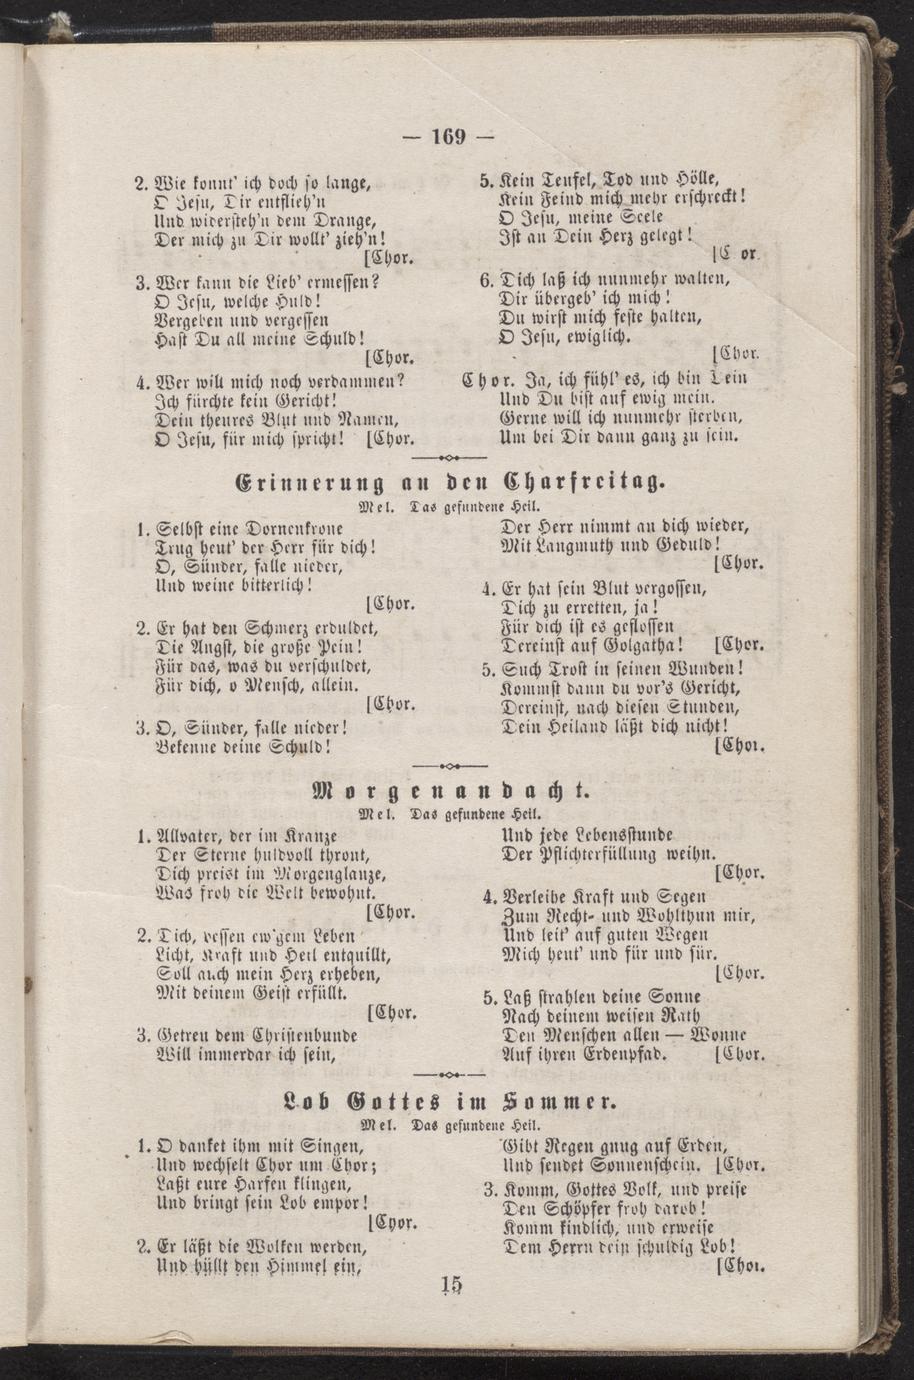 — 169 —
2. Wie konnt' ich doch so lange,
O Jesu, Dir entflieh'n
Und widersteh'n dem Drange,
Der mich zu Dir wollt' zieh'n!
[Chor.
3. Wer kann die Lieb' ermessen?
O Jesu, welche Huld!
Vergeben und vergessen
Hast Du all meine Schuld!
[Chor.
4. Wer will mich noch verdammen?
Ich fürchte kein Gericht!
Dein theures Blut und Namen,
O Jesu, für mich spricht! [Chor.
5. Kein Teufel, Tod und Hölle,
Kein Feind mich mehr erschreckt!
O Jesu, meine Seele
Ist an Dein Herz gelegt!
[C or.
6. Dich laß ich nunmehr walten,
Dir übergeb' ich mich!
Du wirst mich feste halten,
O Jesu, ewiglich.
[Chor.
Chor. Ja, ich fühl' es, ich bin Dein
Und Du bist auf ewig mein.
Gerne will ich nunmehr sterben,
Um bei Dir dann ganz zu sein.
Erinnerung an den Charfreitag.
Mel. Das gefundene Heil.
1. Selbst eine Dornenkrone
Trug heut' der Herr für dich!
O, Sünder, falle nieder,
Und weine bitterlich!
[Chor.
2. Er hat den Schmerz erduldet,
Die Angst, die große Pein!
Für das, was du verschuldet,
Für dich, o Mensch, allein.
[Chor.
3. O, Sünder, falle nieder!
Bekenne deine Schuld!
Der Herr nimmt an dich wieder,
Mit Langmuth und Geduld!
[Chor.
4. Er hat sein Blut vergossen,
Dich zu erretten, ja!
Für dich ist es geflossen
Dereinst auf Golgatha! [Chor.
5. Such Trost in seinen Wunden!
Kommst dann du vor's Gericht,
Dereinst, nach diesen Stunden,
Dein Heiland läßt dich nicht!
[Chor.
Morgenandacht.
Mel. Das gefundene Heil.
1. Allvater, der im Kranze
Der Sterne huldvoll thront,
Dich preist im Morgenglanze,
Was froh die Welt bewohnt.
[Chor.
2. Dich, dessen ew'gem Leben
Licht, Kraft und Heil entquillt,
Soll auch mein Herz erheben,
Mit deinem Geist erfüllt.
[Chor.
3. Getreu dem Christenbunde
Will immerdar ich sein,
Und jede Lebensstunde
Der Pflichterfüllung weihn.
[Chor.
4. Verleihe Kraft und Segen
Zum Recht- und Wohlthun mir,
Und leit' auf guten Wegen
Mich heut' und für und für.
[Chor.
5. Laß strahlen deine Sonne
Nach deinem weisen Rath
Den Menschen allen — Wonne
Auf ihren Erdenpfad. [Chor.
Lob Gottes im Sommer.
Mel. Das gefundene Heil.
1. O danket ihm mit Singen,
Und wechselt Chor um Chor;
Laßt eure Harfen klingen,
Und bringt sein Lob empor!
[Chor.
2. Er läßt die Wolken werden,
Und hüllt den Himmel ein,
Gibt Regen gnug auf Erden,
Und sendet Sonnenschein. [Chor.
3. Komm, Gottes Volk, und preise
Den Schöpfer froh darob!
Komm kindlich, und erweise
Dem Herrn dein schuldig Lob!
[Chor.
15